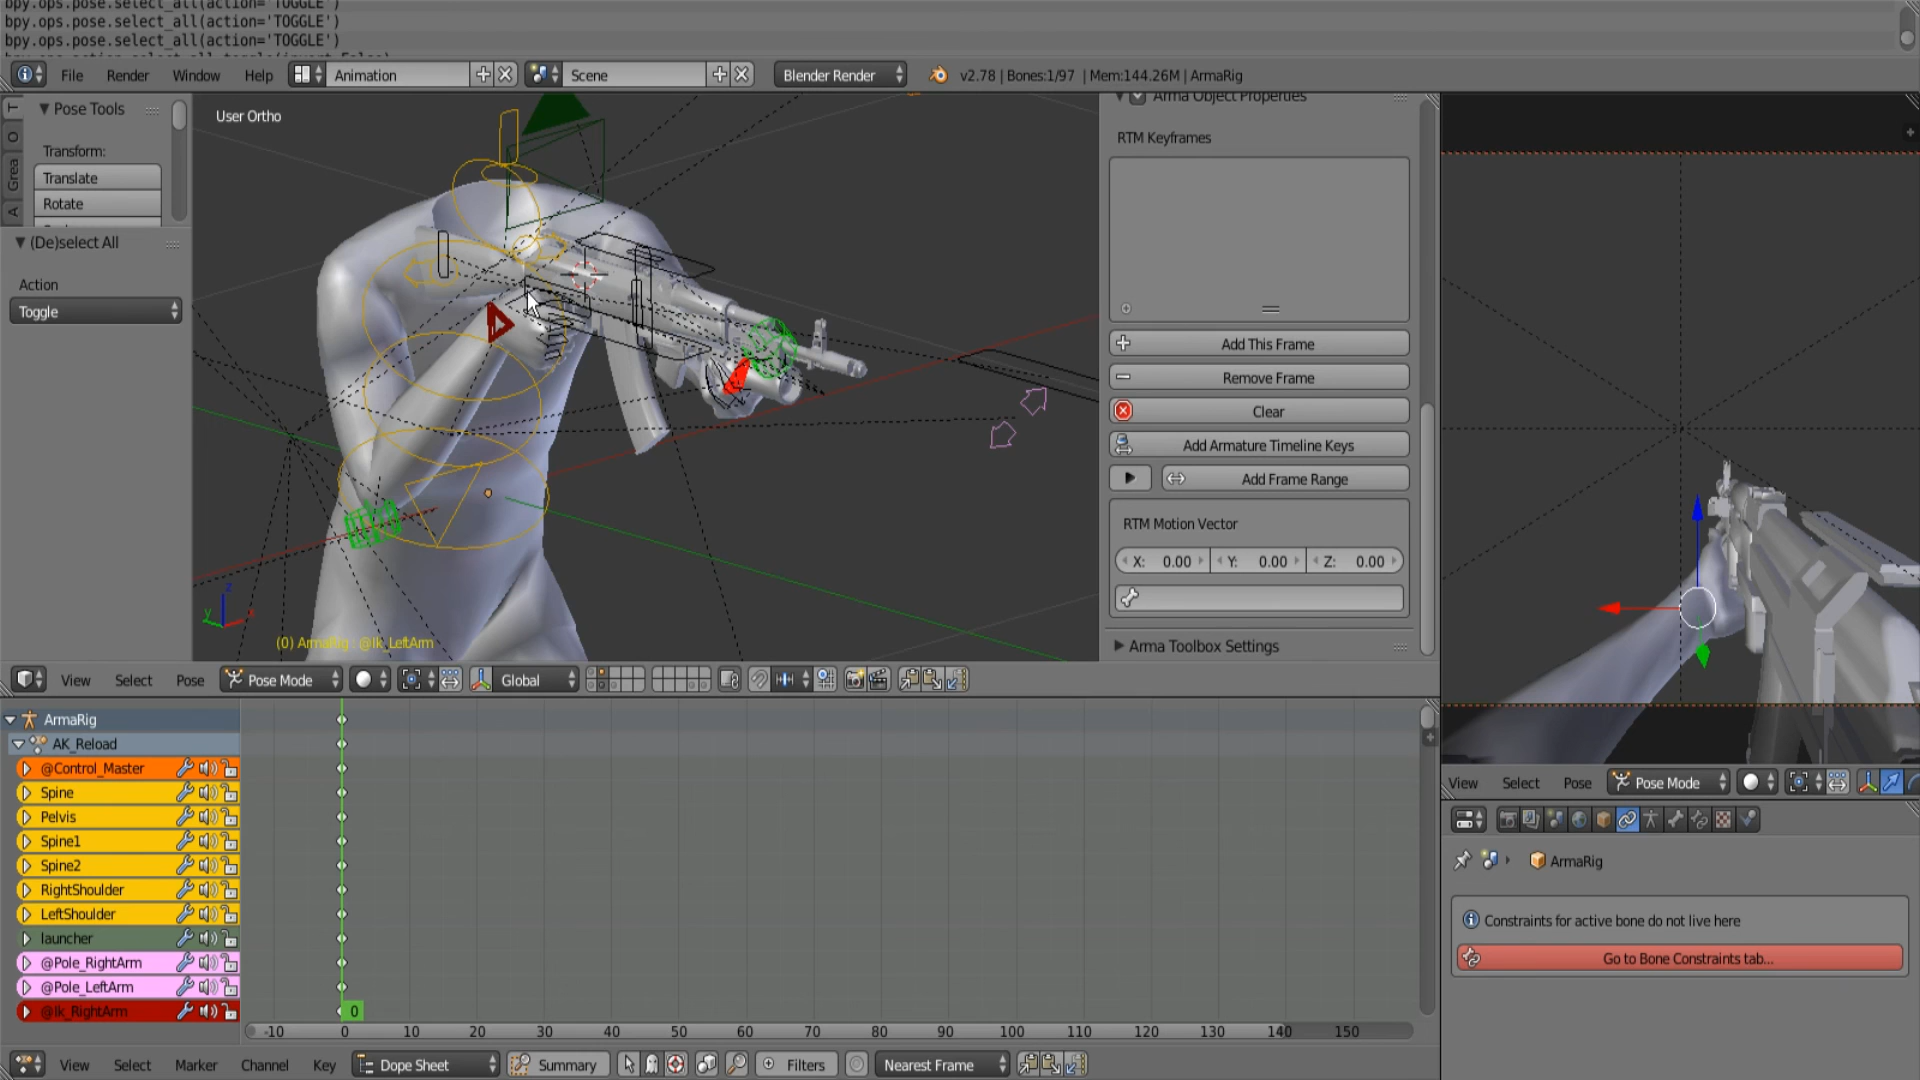 bpy.ops.pose.select_all(action='TOGGLE')
bpy.ops.pose.select_all(action='TOGGLE')
bpy.ops.pose.select_all(action='TOGGLE')
File Render Window Help Animation Scene Blender Render v2.78 | Bones:1/97 | Mem:144.26M | ArmaRig
T
O
Grea
A
Pose Tools
Transform:
Translate
Rotate
(De)select All
Action
Toggle
User Ortho
z
y
(0) ArmaRig : @Ik_LeftArm
Arma Object Properties
RTM Keyframes
Add This Frame
Remove Frame
Clear
Add Armature Timeline Keys
Add Frame Range
RTM Motion Vector
X: 0.00 Y: 0.00 Z: 0.00
Arma Toolbox Settings
View Select Pose Pose Mode Global
ArmaRig
AK_Reload
@Control_Master
Spine
Pelvis
Spine1
Spine2
RightShoulder
LeftShoulder
launcher
@Pole_RightArm
@Pole_LeftArm
@Ik_RightArm
0
-10 0 10 20 30 40 50 60 70 80 90 100 110 120 130 140 150
View Select Marker Channel Key Dope Sheet Summary Filters Nearest Frame
View Select Pose Pose Mode
ArmaRig
Constraints for active bone do not live here
Go to Bone Constraints tab...